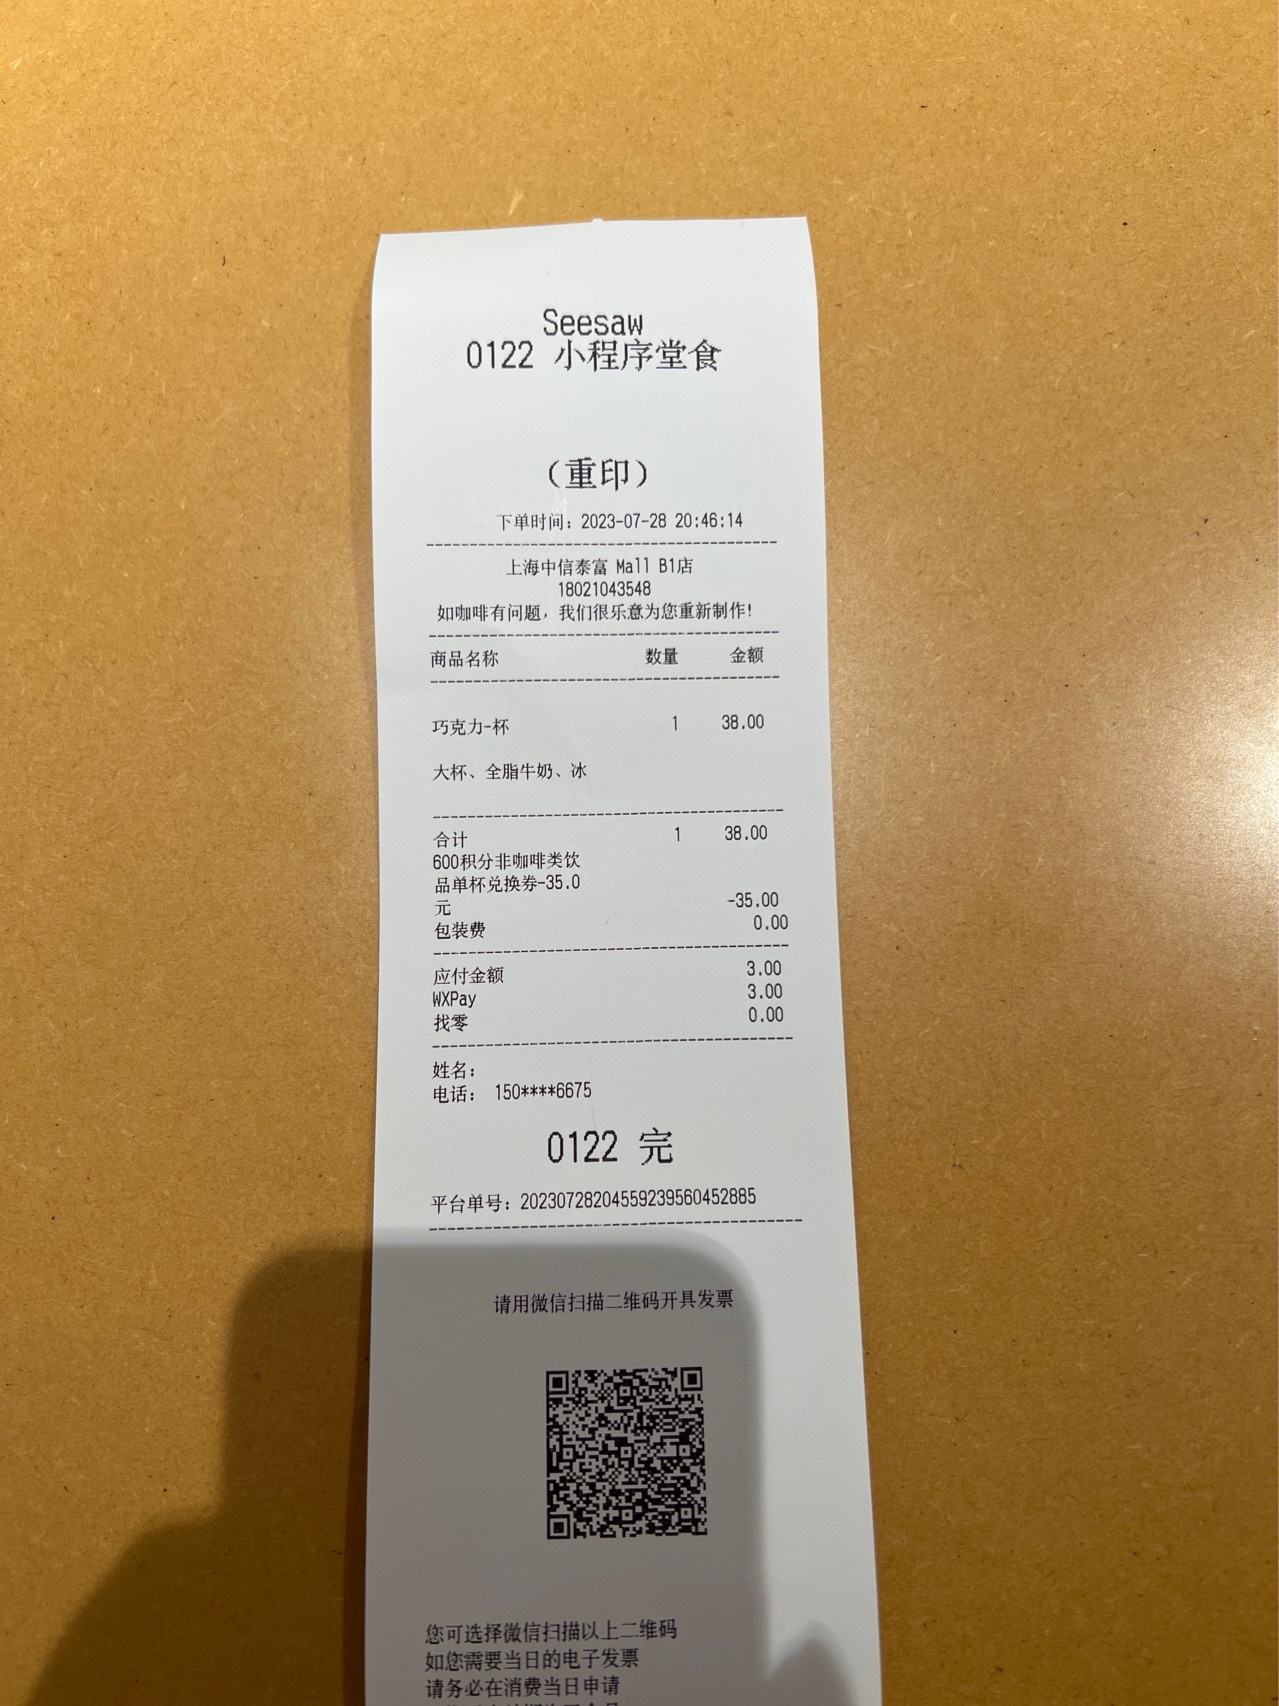 Seesaw
0122 小程序堂食
（重印）
下单时间：2023-07-28 20:46:14
上海中信泰富 Mall B1店
18021043548
如咖啡有问题，我们很乐意为您重新制作！
商品名称 数量 金额
巧克力-杯 1 38.00
大杯、全脂牛奶、冰
合计 1 38.00
600积分非咖啡类饮
品单杯兑换券-35.0
元 -35.00
包装费 0.00
应付金额 3.00
WXPay 3.00
找零 0.00
姓名：
电话： 150****6675
0122 完
平台单号：20230728204559239560452885
请用微信扫描二维码开具发票
您可选择微信扫描以上二维码
如您需要当日的电子发票
请务必在消费当日申请